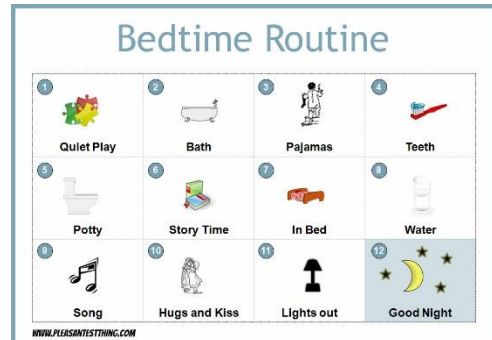 Bedtime Routine
1 2 3 4
Quiet Play Bath Pajamas Teeth
5 6 7 8
Potty Story Time In Bed Water
9 10 11 12
Song Hugs and Kiss Lights out Good Night
WWW.PLEASANTESTTHING.COM